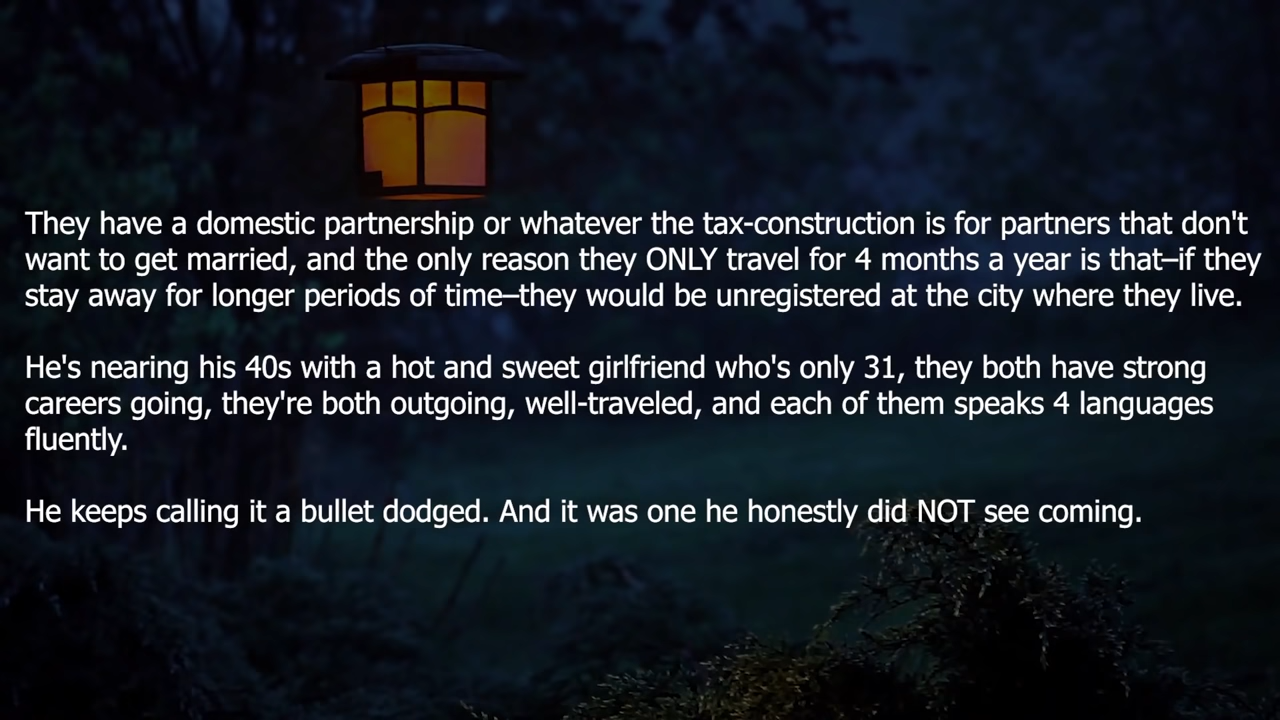 They have a domestic partnership or whatever the tax-construction is for partners that don't
want to get married, and the only reason they ONLY travel for 4 months a year is that–if they
stay away for longer periods of time–they would be unregistered at the city where they live.
He's nearing his 40s with a hot and sweet girlfriend who's only 31, they both have strong
careers going, they're both outgoing, well-traveled, and each of them speaks 4 languages
fluently.
He keeps calling it a bullet dodged. And it was one he honestly did NOT see coming.